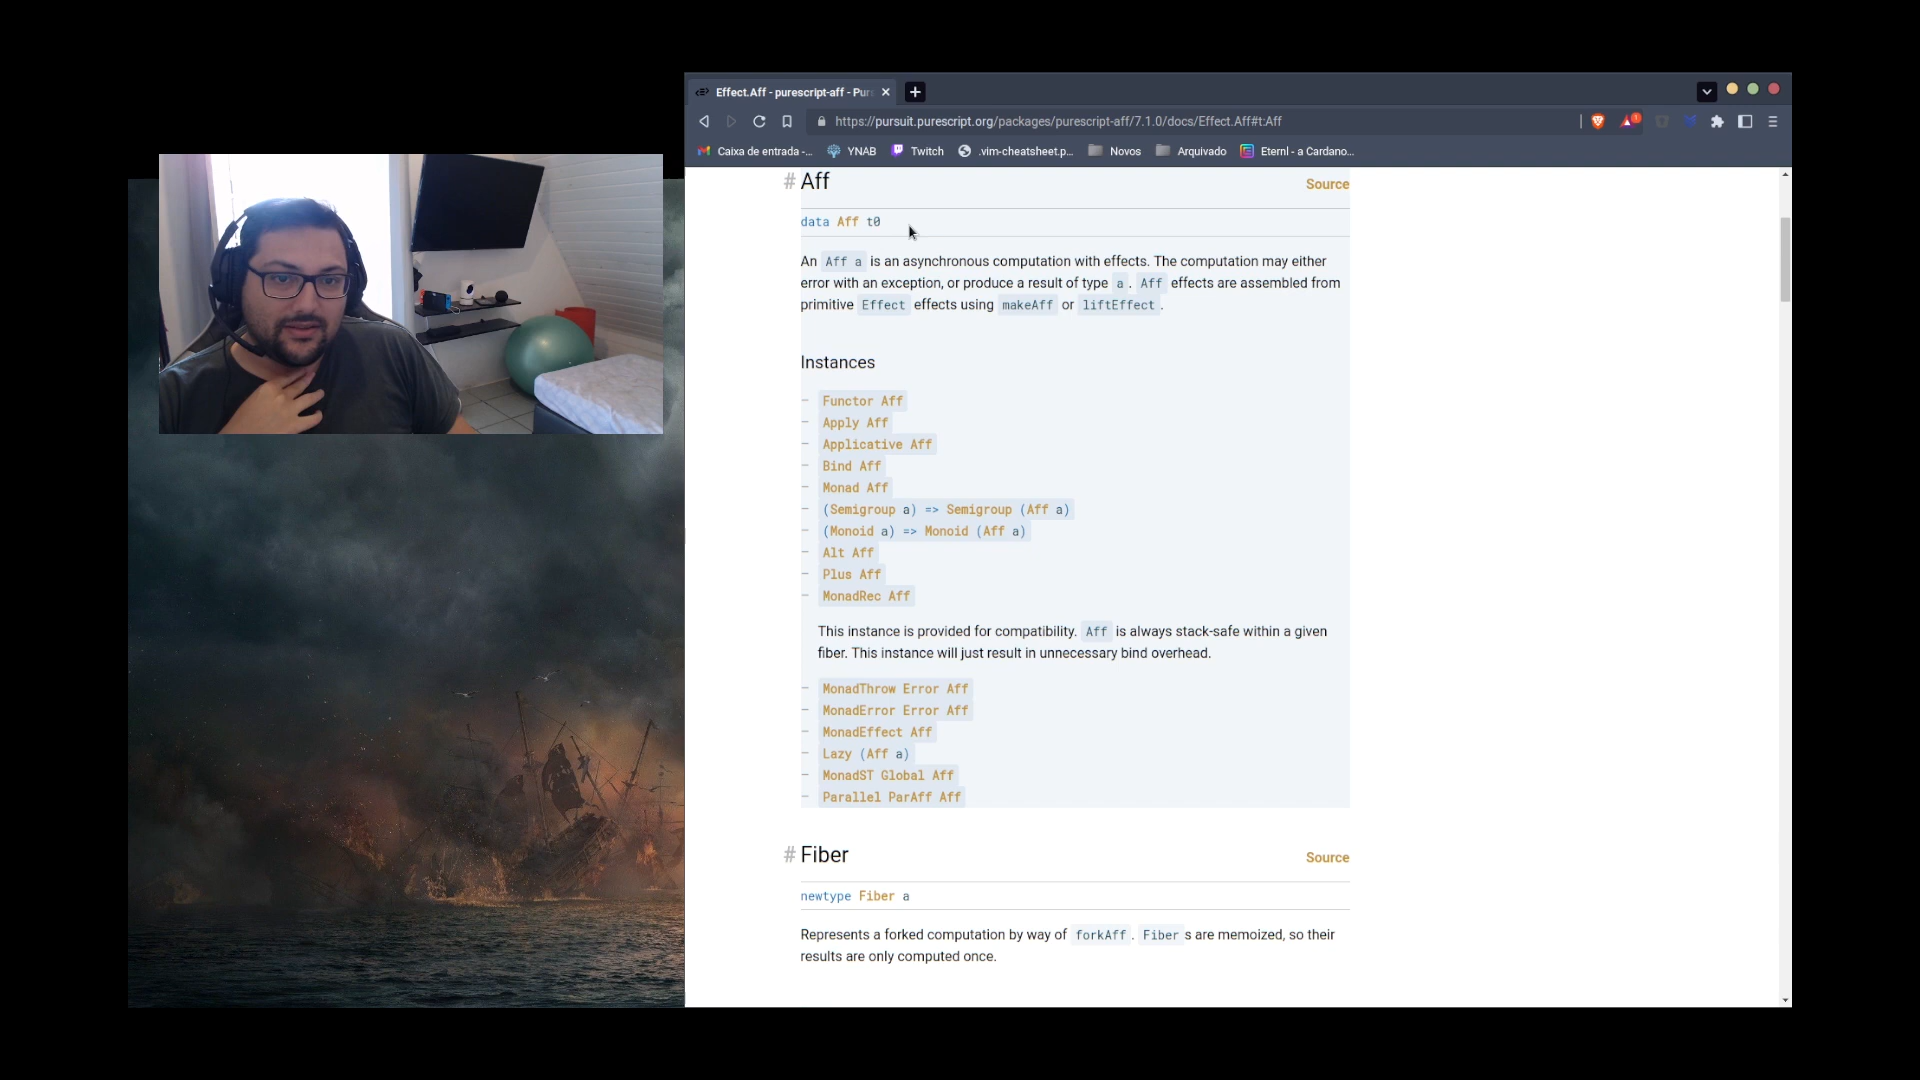 Effect.Aff - purescript-aff - Pur
https://pursuit.purescript.org/packages/purescript-aff/7.1.0/docs/Effect.Aff#t:Aff
1
Caixa de entrada -... YNAB Twitch .vim-cheatsheet.p... Novos Arquivado Eternl - a Cardano...
# Aff Source
data Aff t0
An Aff a is an asynchronous computation with effects. The computation may either
error with an exception, or produce a result of type a. Aff effects are assembled from
primitive Effect effects using makeAff or liftEffect.
Instances
- Functor Aff
- Apply Aff
- Applicative Aff
- Bind Aff
- Monad Aff
- (Semigroup a) => Semigroup (Aff a)
- (Monoid a) => Monoid (Aff a)
- Alt Aff
- Plus Aff
- MonadRec Aff
This instance is provided for compatibility. Aff is always stack-safe within a given
fiber. This instance will just result in unnecessary bind overhead.
- MonadThrow Error Aff
- MonadError Error Aff
- MonadEffect Aff
- Lazy (Aff a)
- MonadST Global Aff
- Parallel ParAff Aff
# Fiber Source
newtype Fiber a
Represents a forked computation by way of forkAff. Fiber s are memoized, so their
results are only computed once.